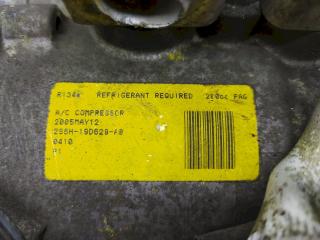 R134a REFRIGERANT REQUIRED 200cc PAG
A/C COMPRESSOR
2005MAY12
2S6H-19D629-AB
0410
P1